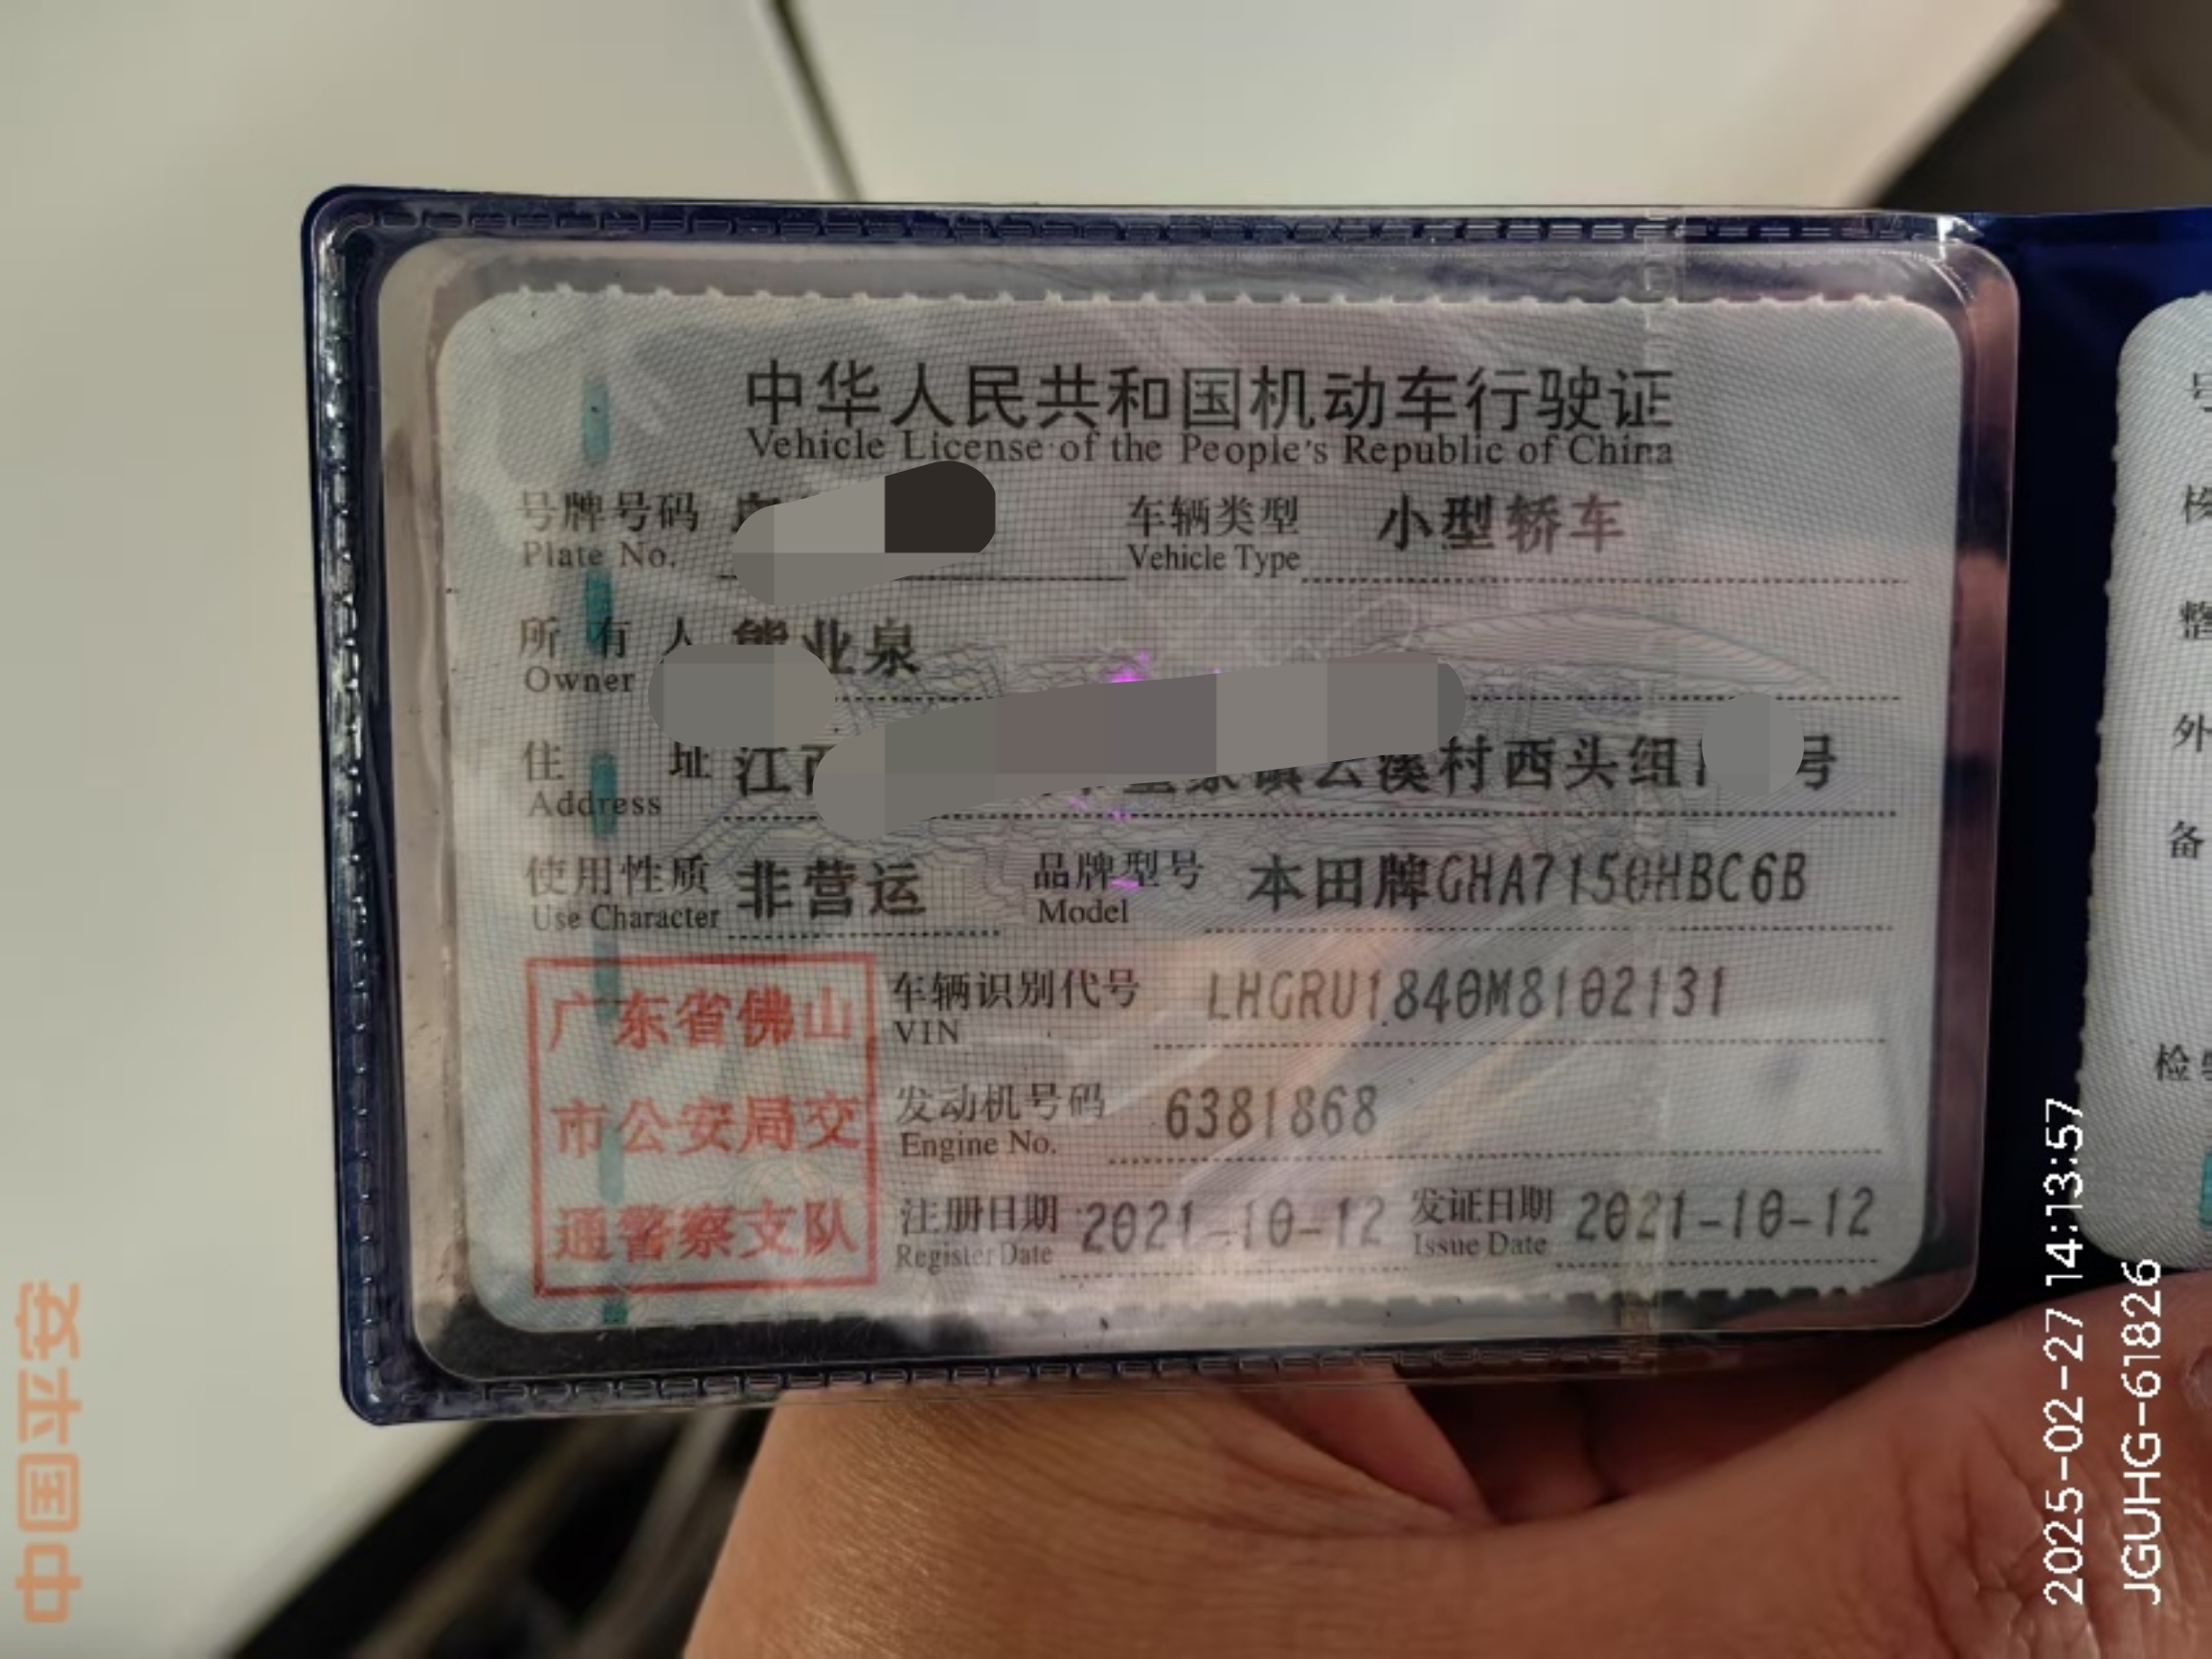 中华人民共和国机动车行驶证
Vehicle License of the People's Republic of China
号牌号码 车辆类型 小型轿车
Plate No. Vehicle Type
所有人 业泉
Owner
住址 江 溪村西头组 号
Address
使用性质 非营运 品牌型号 本田牌GHA7150HBC6B
Use Character Model
广东省佛山
市公安局交
通警察支队
车辆识别代号 LHGRU1840M8102131
VIN
发动机号码 6381868
Engine No.
注册日期 2021-10-12 发证日期 2021-10-12
Register Date Issue Date
外
备
中国平安
2025-02-27 14:13:57
JGUHG-61826